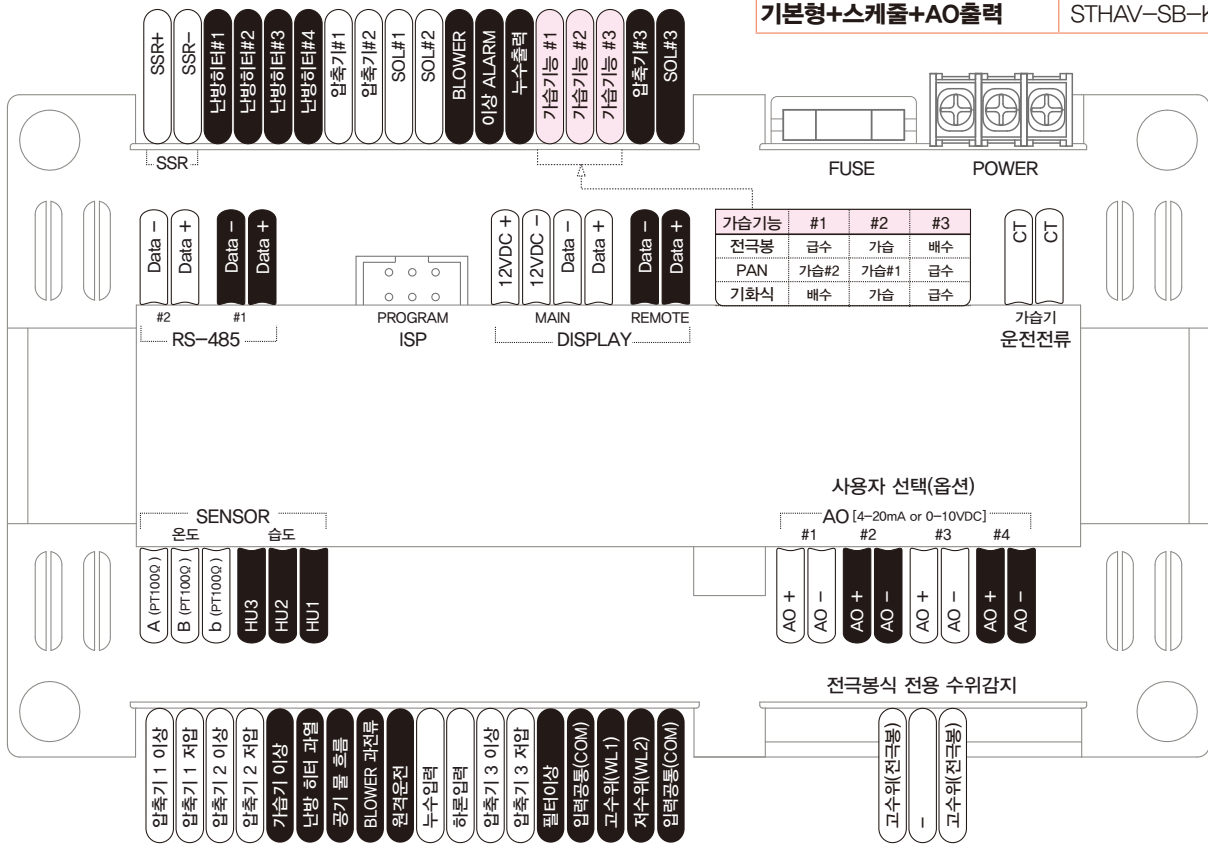 기본형+스케줄+AO출력 STHAV-SB-K
SSR+
SSR-
난방히터#1
난방히터#2
난방히터#3
난방히터#4
압축기#1
압축기#2
SOL#1
SOL#2
BLOWER
이상 ALARM
누수출력
가습기능 #1
가습기능 #2
가습기능 #3
압축기#3
SOL#3
SSR
FUSE
POWER
Data -
Data +
Data -
Data +
#2
#1
RS-485
PROGRAM
ISP
12VDC +
12VDC -
Data -
Data +
Data -
Data +
MAIN
REMOTE
DISPLAY
가습기능 #1 #2 #3
전극봉 급수 가습 배수
PAN 가습#2 가습#1 급수
기화식 배수 가습 급수
CT
CT
가습기
운전전류
SENSOR
온도
습도
A (PT100Ω)
B (PT100Ω)
b (PT100Ω)
HU3
HU2
HU1
사용자 선택(옵션)
AO [4-20mA or 0-10VDC]
#1 #2 #3 #4
AO +
AO -
AO +
AO -
AO +
AO -
AO +
AO -
전극봉식 전용 수위감지
압축기 1 이상
압축기 1 저압
압축기 2 이상
압축기 2 저압
가습기 이상
난방 히터 과열
공기 물 흐름
BLOWER 과전류
원격운전
누수입력
하론입력
압축기 3 이상
압축기 3 저압
필터이상
입력공통(COM)
고수위(WL1)
저수위(WL2)
입력공통(COM)
고수위(전극봉)
-
고수위(전극봉)